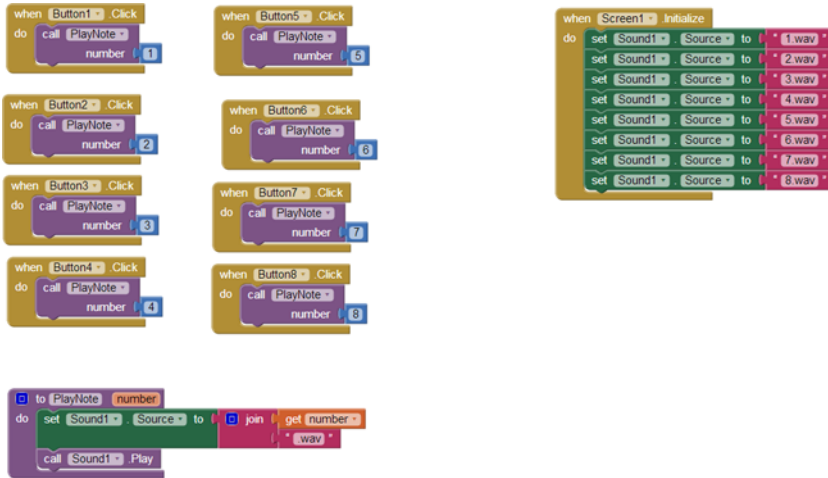 when Button1 .Click
do call PlayNote
number 1
when Button2 .Click
do call PlayNote
number 2
when Button3 .Click
do call PlayNote
number 3
when Button4 .Click
do call PlayNote
number 4
when Button5 .Click
do call PlayNote
number 5
when Button6 .Click
do call PlayNote
number 6
when Button7 .Click
do call PlayNote
number 7
when Button8 .Click
do call PlayNote
number 8
when Screen1 .Initialize
do set Sound1 . Source to " 1.wav "
set Sound1 . Source to " 2.wav "
set Sound1 . Source to " 3.wav "
set Sound1 . Source to " 4.wav "
set Sound1 . Source to " 5.wav "
set Sound1 . Source to " 6.wav "
set Sound1 . Source to " 7.wav "
set Sound1 . Source to " 8.wav "
to PlayNote number
do set Sound1 . Source to join get number
" .wav "
call Sound1 .Play